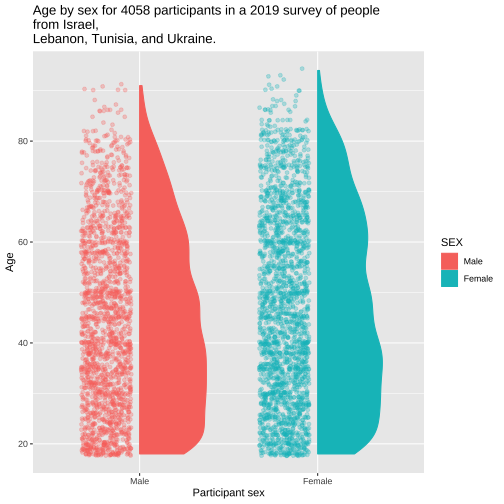 Age by sex for 4058 participants in a 2019 survey of people
from Israel,
Lebanon, Tunisia, and Ukraine.
80
60
40
20
Age
Male
Female
Participant sex
SEX
Male
Female